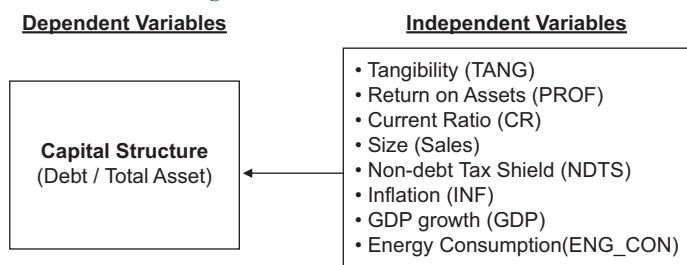 Dependent Variables
Independent Variables
Capital Structure
(Debt / Total Asset)
• Tangibility (TANG)
• Return on Assets (PROF)
• Current Ratio (CR)
• Size (Sales)
• Non-debt Tax Shield (NDTS)
• Inflation (INF)
• GDP growth (GDP)
• Energy Consumption(ENG_CON)